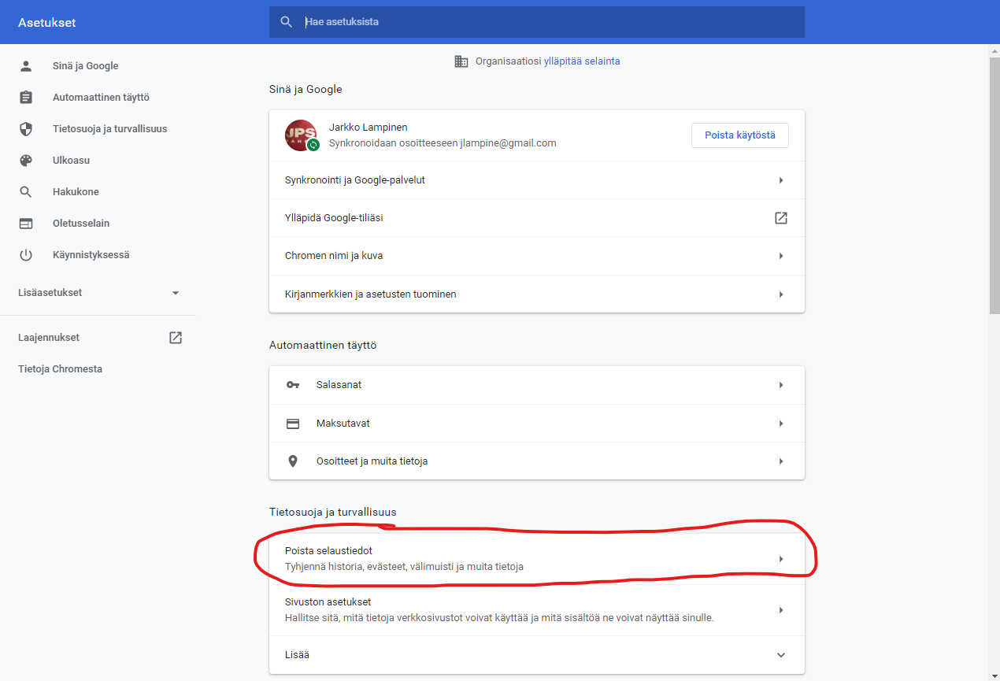 Asetukset
Hae asetuksista
Sinä ja Google
Automaattinen täyttö
Tietosuoja ja turvallisuus
Ulkoasu
Hakukone
Oletusselain
Käynnistyksessä
Lisäasetukset
Laajennukset
Tietoja Chromesta
Organisaatiosi ylläpitää selainta
Sinä ja Google
JPS
Jarkko Lampinen
Synkronoidaan osoitteeseen jlampine@gmail.com
Poista käytöstä
Synkronointi ja Google-palvelut
Ylläpidä Google-tiliäsi
Chromen nimi ja kuva
Kirjanmerkkien ja asetusten tuominen
Automaattinen täyttö
Salasanat
Maksutavat
Osoitteet ja muita tietoja
Tietosuoja ja turvallisuus
Poista selaustiedot
Tyhjennä historia, evästeet, välimuisti ja muita tietoja
Sivuston asetukset
Hallitse sitä, mitä tietoja verkkosivustot voivat käyttää ja mitä sisältöä ne voivat näyttää sinulle.
Lisää